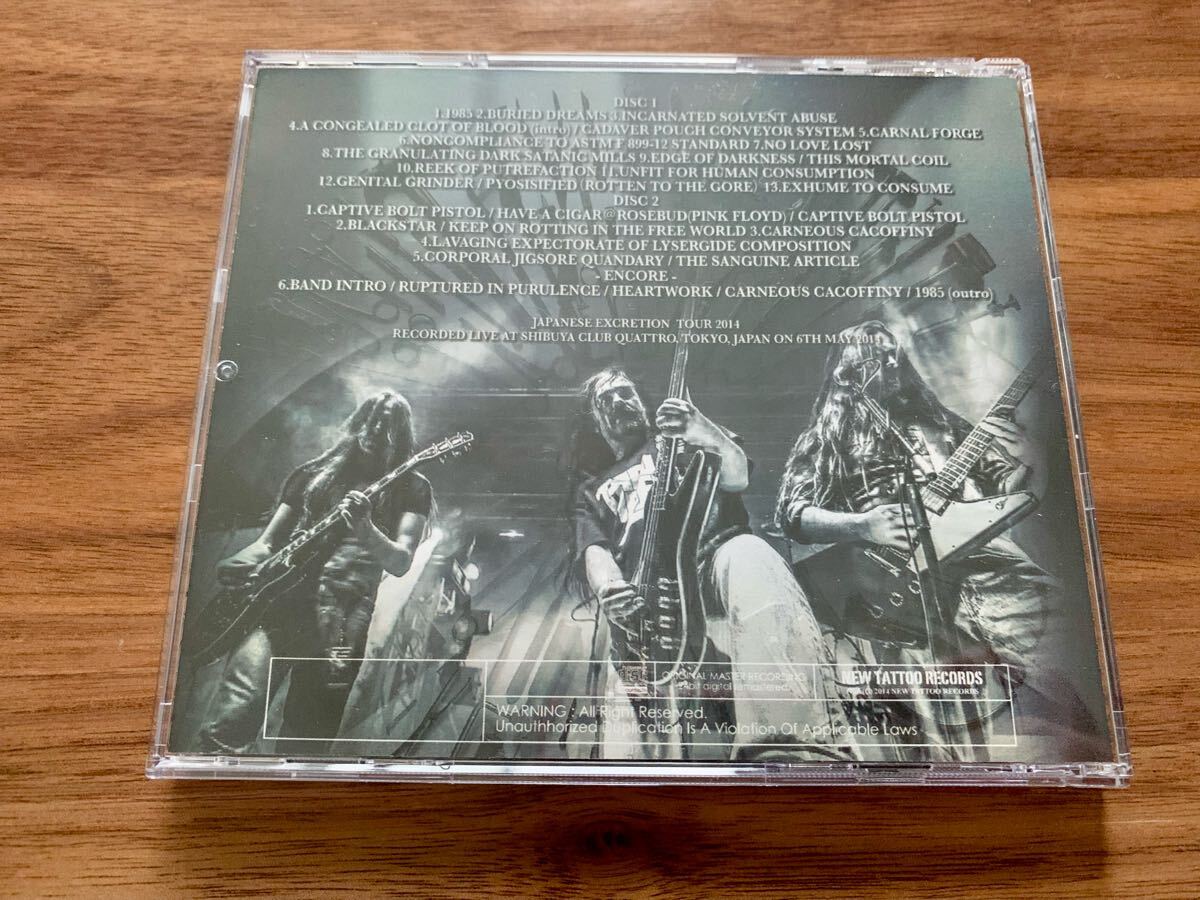 DISC 1
1.1985 2.BURIED DREAMS 3.INCARNATED SOLVENT ABUSE
4.A CONGEALED CLOT OF BLOOD (intro) / CADAVER POUCH CONVEYOR SYSTEM 5.CARNAL FORGE
6.NONCOMPLIANCE TO ASTM F 899-12 STANDARD 7.NO LOVE LOST
8.THE GRANULATING DARK SATANIC MILLS 9.EDGE OF DARKNESS / THIS MORTAL COIL
10.REEK OF PUTREFACTION 11.UNFIT FOR HUMAN CONSUMPTION
12.GENITAL GRINDER / PYOSISIFIED (ROTTEN TO THE GORE) 13.EXHUME TO CONSUME
DISC 2
1.CAPTIVE BOLT PISTOL / HAVE A CIGAR@ROSEBUD(PINK FLOYD) / CAPTIVE BOLT PISTOL
2.BLACKSTAR / KEEP ON ROTTING IN THE FREE WORLD 3.CARNEOUS CACOFFINY
4.LAVAGING EXPECTORATE OF LYSERGIDE COMPOSITION
5.CORPORAL JIGSORE QUANDARY / THE SANGUINE ARTICLE
- ENCORE -
6.BAND INTRO / RUPTURED IN PURULENCE / HEARTWORK / CARNEOUS CACOFFINY / 1985 (outro)
JAPANESE EXCRETION TOUR 2014
RECORDED LIVE AT SHIBUYA CLUB QUATTRO, TOKYO, JAPAN ON 6TH MAY 2014
ORIGINAL MASTER RECORDING
24bit digital remastered
NEW TATTOO RECORDS
2014 NEW TATTOO RECORDS
WARNING : All Right Reserved.
Unauthhorized Duplication Is A Violation Of Applicable Laws